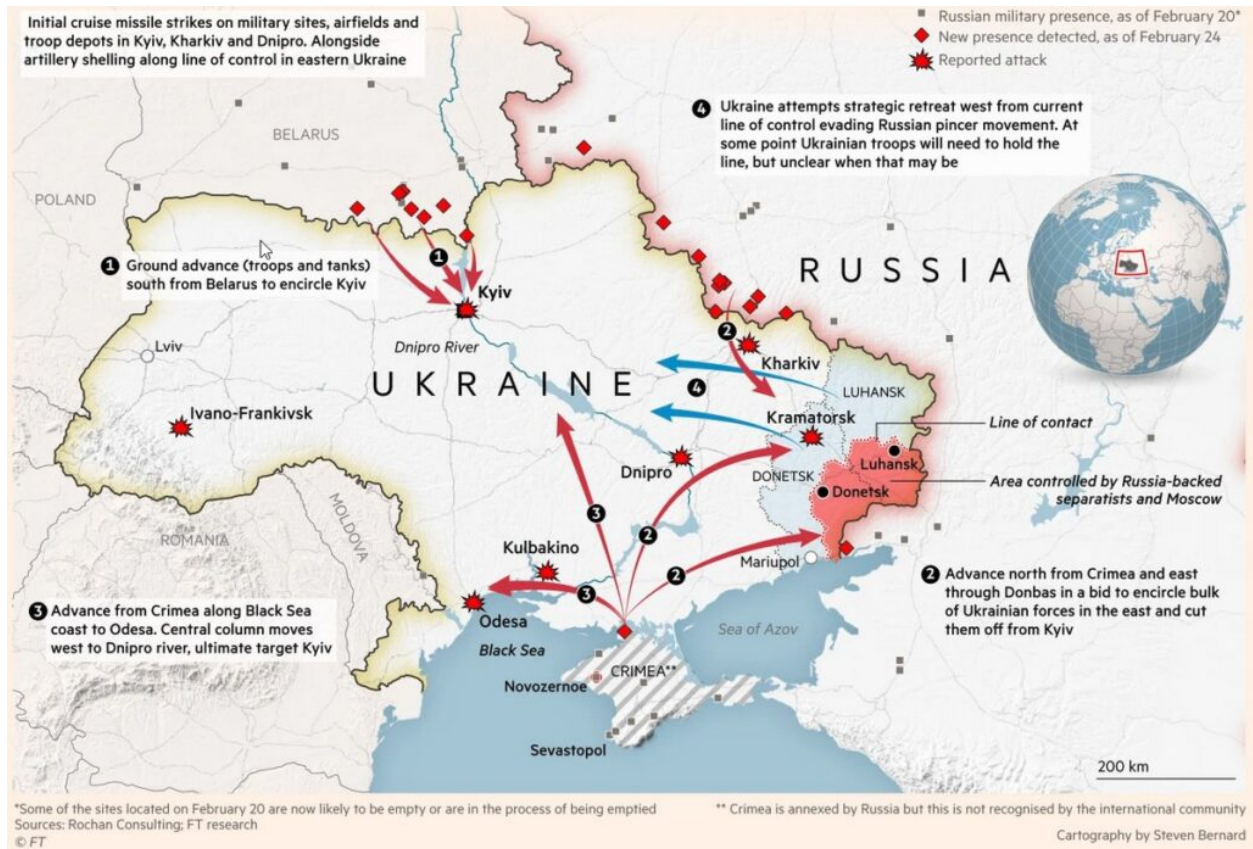 Initial cruise missile strikes on military sites, airfields and
troop depots in Kyiv, Kharkiv and Dnipro. Alongside
artillery shelling along line of control in eastern Ukraine
Russian military presence, as of February 20*
New presence detected, as of February 24
Reported attack
4 Ukraine attempts strategic retreat west from current
line of control evading Russian pincer movement. At
some point Ukrainian troops will need to hold the
line, but unclear when that may be
BELARUS
POLAND
RUSSIA
1 Ground advance (troops and tanks)
south from Belarus to encircle Kyiv
1
Kyiv
Lviv
Dnipro River
2
Kharkiv
UKRAINE
4
LUHANSK
Ivano-Frankivsk
Kramatorsk
Line of contact
Dnipro
DONETSK
Luhansk
Donetsk
Area controlled by Russia-backed
separatists and Moscow
MOLDOVA
ROMANIA
3
2
Kulbakino
Mariupol
2
3
2 Advance north from Crimea and east
through Donbas in a bid to encircle bulk
of Ukrainian forces in the east and cut
them off from Kyiv
3 Advance from Crimea along Black Sea
coast to Odesa. Central column moves
west to Dnipro river, ultimate target Kyiv
Odesa
Black Sea
Sea of Azov
CRIMEA**
Novozernoe
Sevastopol
200 km
*Some of the sites located on February 20 are now likely to be empty or are in the process of being emptied
** Crimea is annexed by Russia but this is not recognised by the international community
Sources: Rochan Consulting; FT research
© FT
Cartography by Steven Bernard